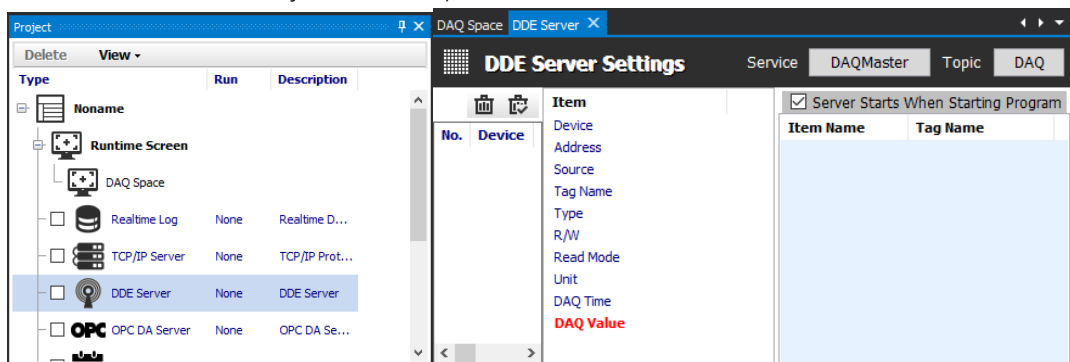 Project
Delete View
Type Run Description
Noname
Runtime Screen
DAQ Space
Realtime Log None Realtime D...
TCP/IP Server None TCP/IP Prot...
DDE Server None DDE Server
OPC OPC DA Server None OPC DA Se...
DAQ Space DDE Server
DDE Server Settings Service DAQMaster Topic DAQ
No. Device
Item
Device
Address
Source
Tag Name
Type
R/W
Read Mode
Unit
DAQ Time
DAQ Value
Server Starts When Starting Program
Item Name Tag Name